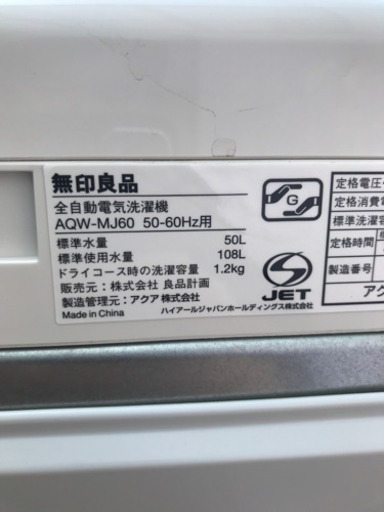 無印良品
全自動電気洗濯機
AQW-MJ60 50-60Hz用
標準水量 50L
標準使用水量 108L
ドライコース時の洗濯容量 1.2kg
販売元:株式会社 良品計画
製造管理元:アクア 株式会社
Made in China
ハイアールジャパンホールディングス株式会社
G
S
JET
定格電圧・
定格消費電
標準洗濯容
定格時間
製造番号
アク